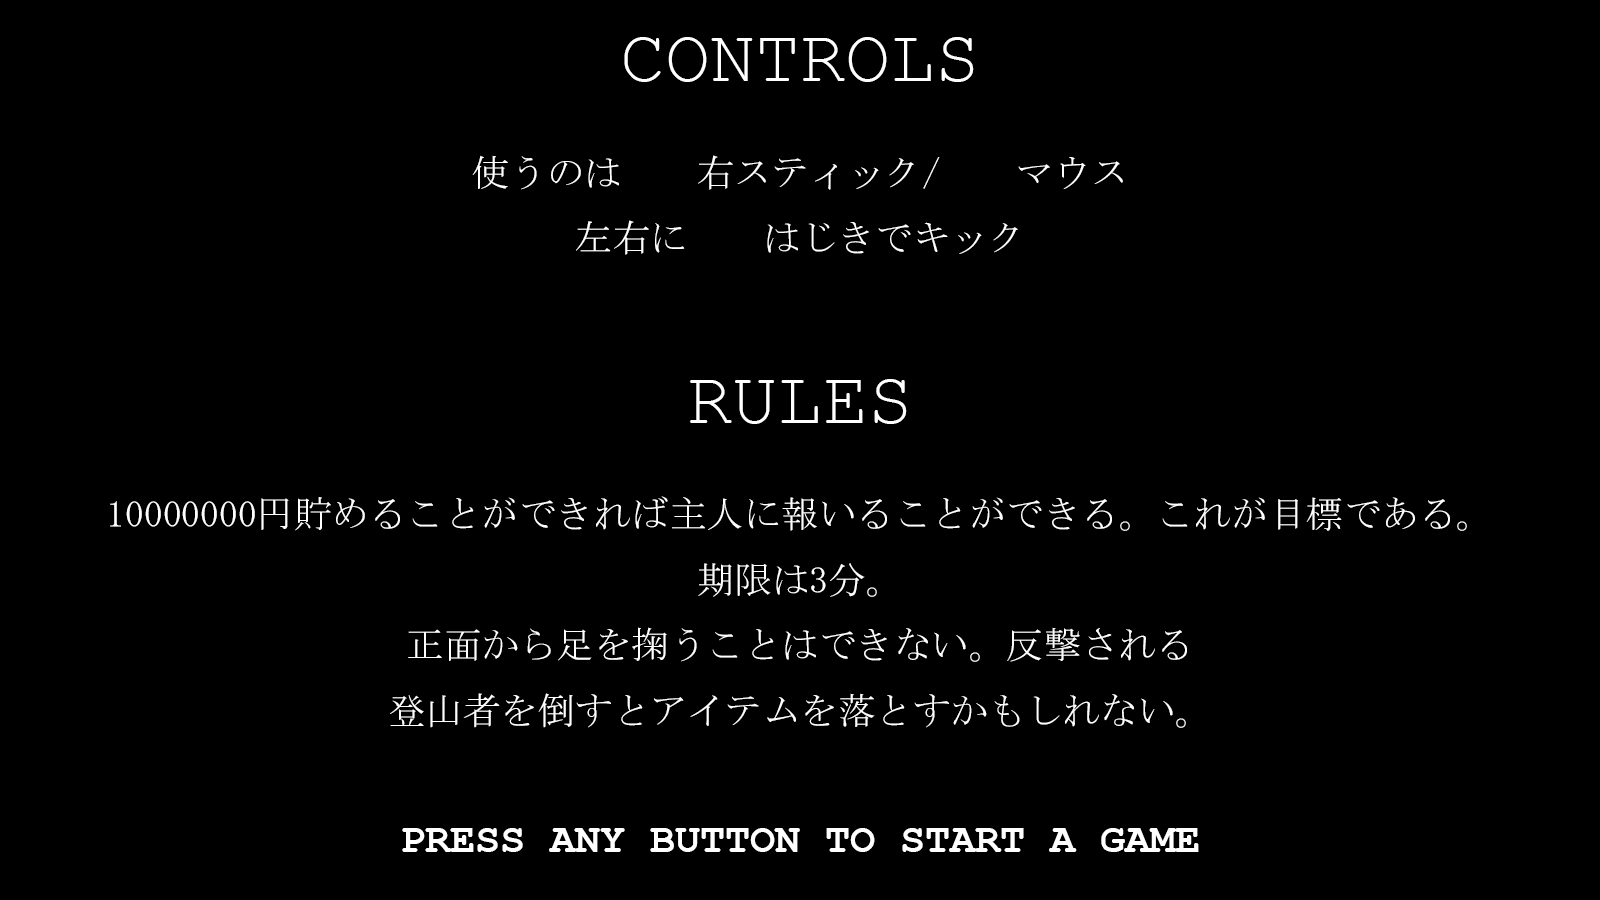 CONTROLS
使うのは　　右スティック/　　マウス
左右に　　はじきでキック
RULES
10000000円貯めることができれば主人に報いることができる。これが目標である。
期限は3分。
正面から足を掬うことはできない。反撃される
登山者を倒すとアイテムを落とすかもしれない。
PRESS ANY BUTTON TO START A GAME